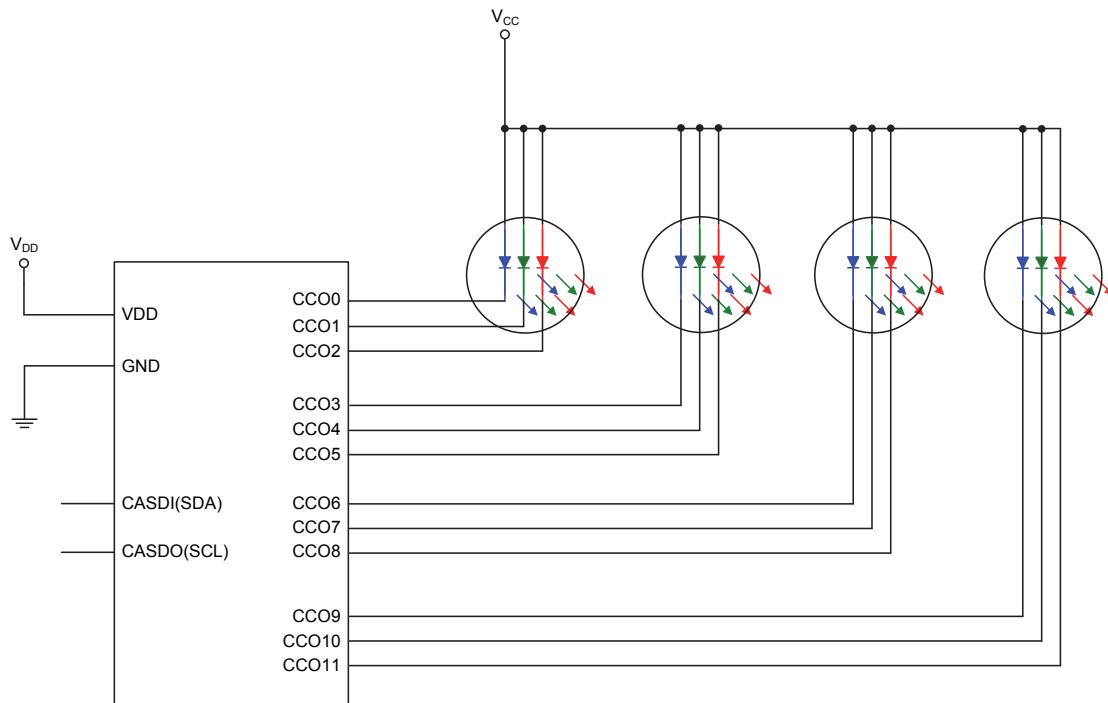 VCC
VDD
VDD
GND
CASDI(SDA)
CASDO(SCL)
CCO0
CCO1
CCO2
CCO3
CCO4
CCO5
CCO6
CCO7
CCO8
CCO9
CCO10
CCO11